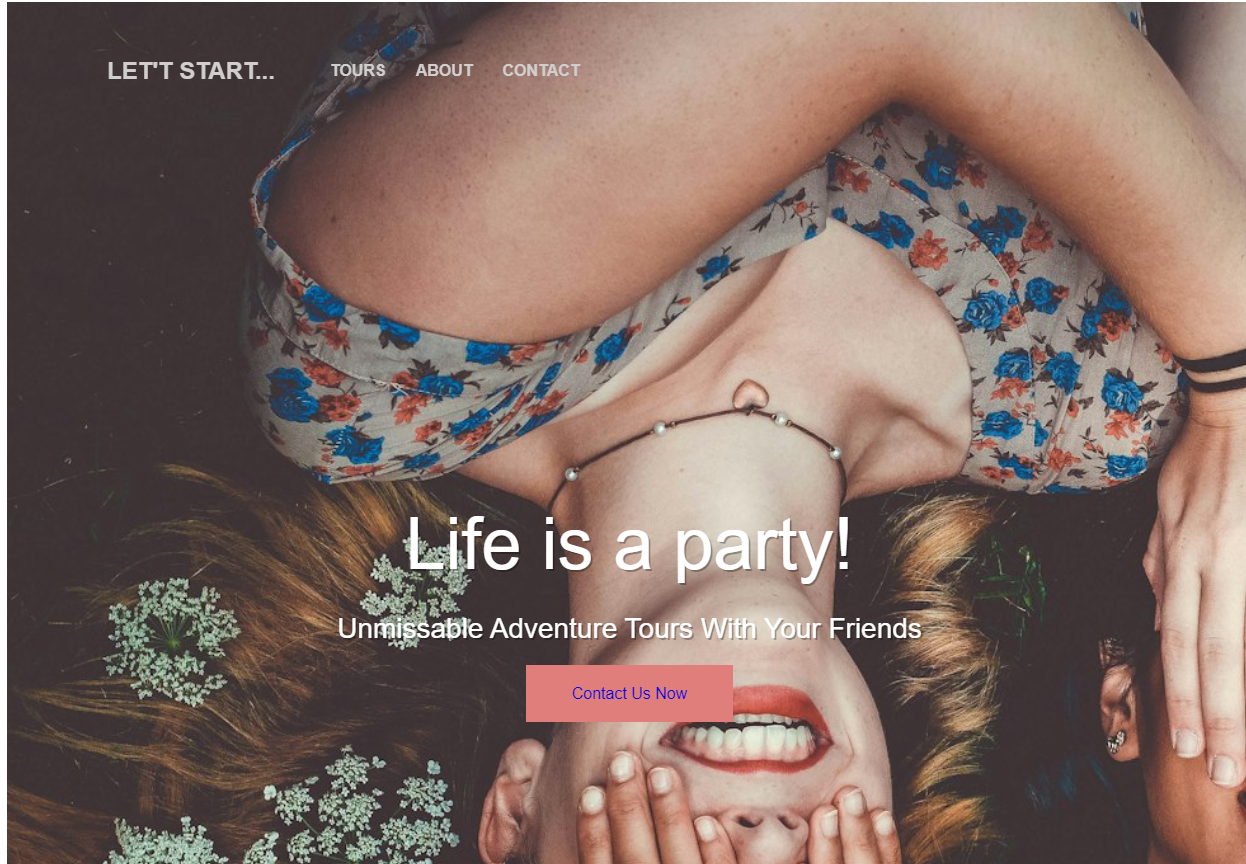 LET'T START...
TOURS
ABOUT
CONTACT
Life is a party!
Unmissable Adventure Tours With Your Friends
Contact Us Now